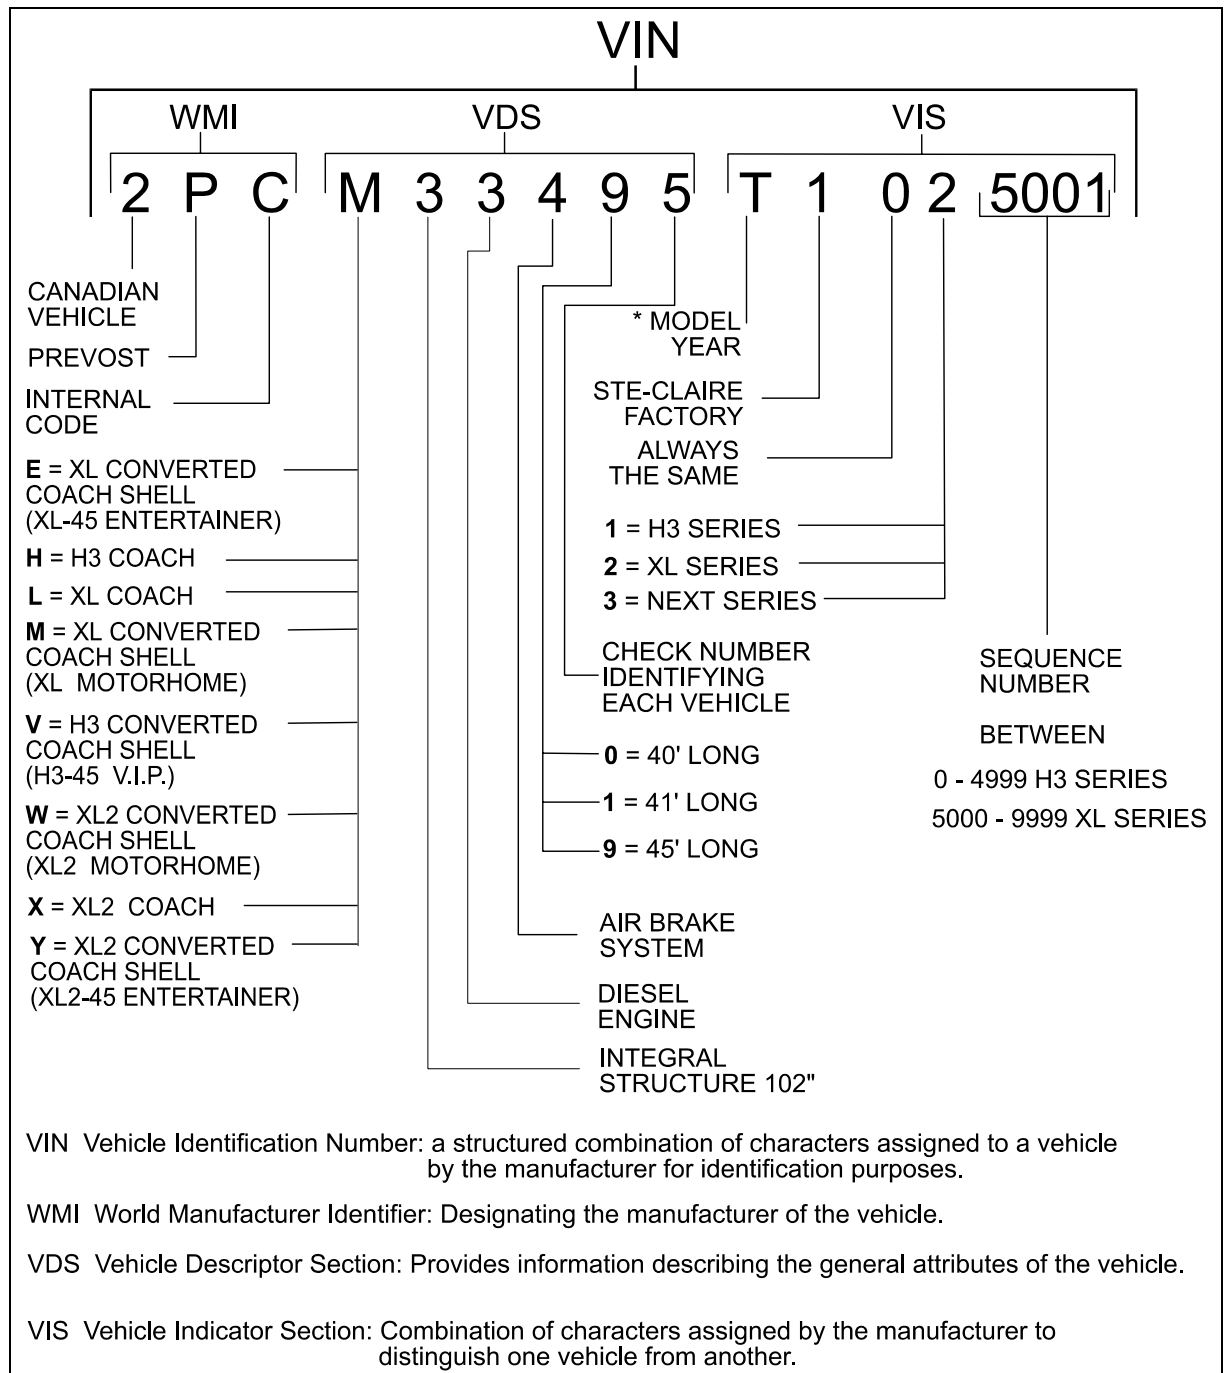 VIN
WMI VDS VIS
2 P C M 3 3 4 9 5 T 1 0 2 5001
CANADIAN
VEHICLE
PREVOST
INTERNAL
CODE
E = XL CONVERTED
COACH SHELL
(XL-45 ENTERTAINER)
H = H3 COACH
L = XL COACH
M = XL CONVERTED
COACH SHELL
(XL MOTORHOME)
V = H3 CONVERTED
COACH SHELL
(H3-45 V.I.P.)
W = XL2 CONVERTED
COACH SHELL
(XL2 MOTORHOME)
X = XL2 COACH
Y = XL2 CONVERTED
COACH SHELL
(XL2-45 ENTERTAINER)
* MODEL
YEAR
STE-CLAIRE
FACTORY
ALWAYS
THE SAME
1 = H3 SERIES
2 = XL SERIES
3 = NEXT SERIES
CHECK NUMBER
IDENTIFYING
EACH VEHICLE
0 = 40' LONG
1 = 41' LONG
9 = 45' LONG
AIR BRAKE
SYSTEM
DIESEL
ENGINE
INTEGRAL
STRUCTURE 102"
SEQUENCE
NUMBER
BETWEEN
0 - 4999 H3 SERIES
5000 - 9999 XL SERIES
VIN Vehicle Identification Number: a structured combination of characters assigned to a vehicle
by the manufacturer for identification purposes.
WMI World Manufacturer Identifier: Designating the manufacturer of the vehicle.
VDS Vehicle Descriptor Section: Provides information describing the general attributes of the vehicle.
VIS Vehicle Indicator Section: Combination of characters assigned by the manufacturer to
distinguish one vehicle from another.